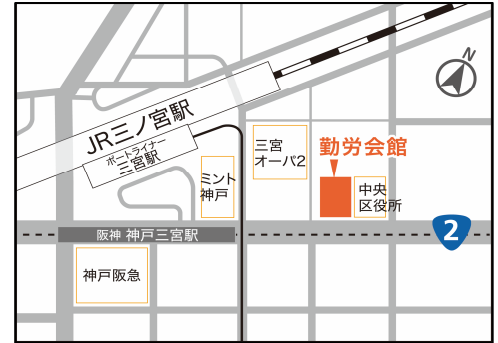 N
JR三ノ宮駅
ポートライナー
三宮駅
三宮
オーパ2
勤労会館
ミント
神戸
中央
区役所
阪神 神戸三宮駅
2
神戸阪急